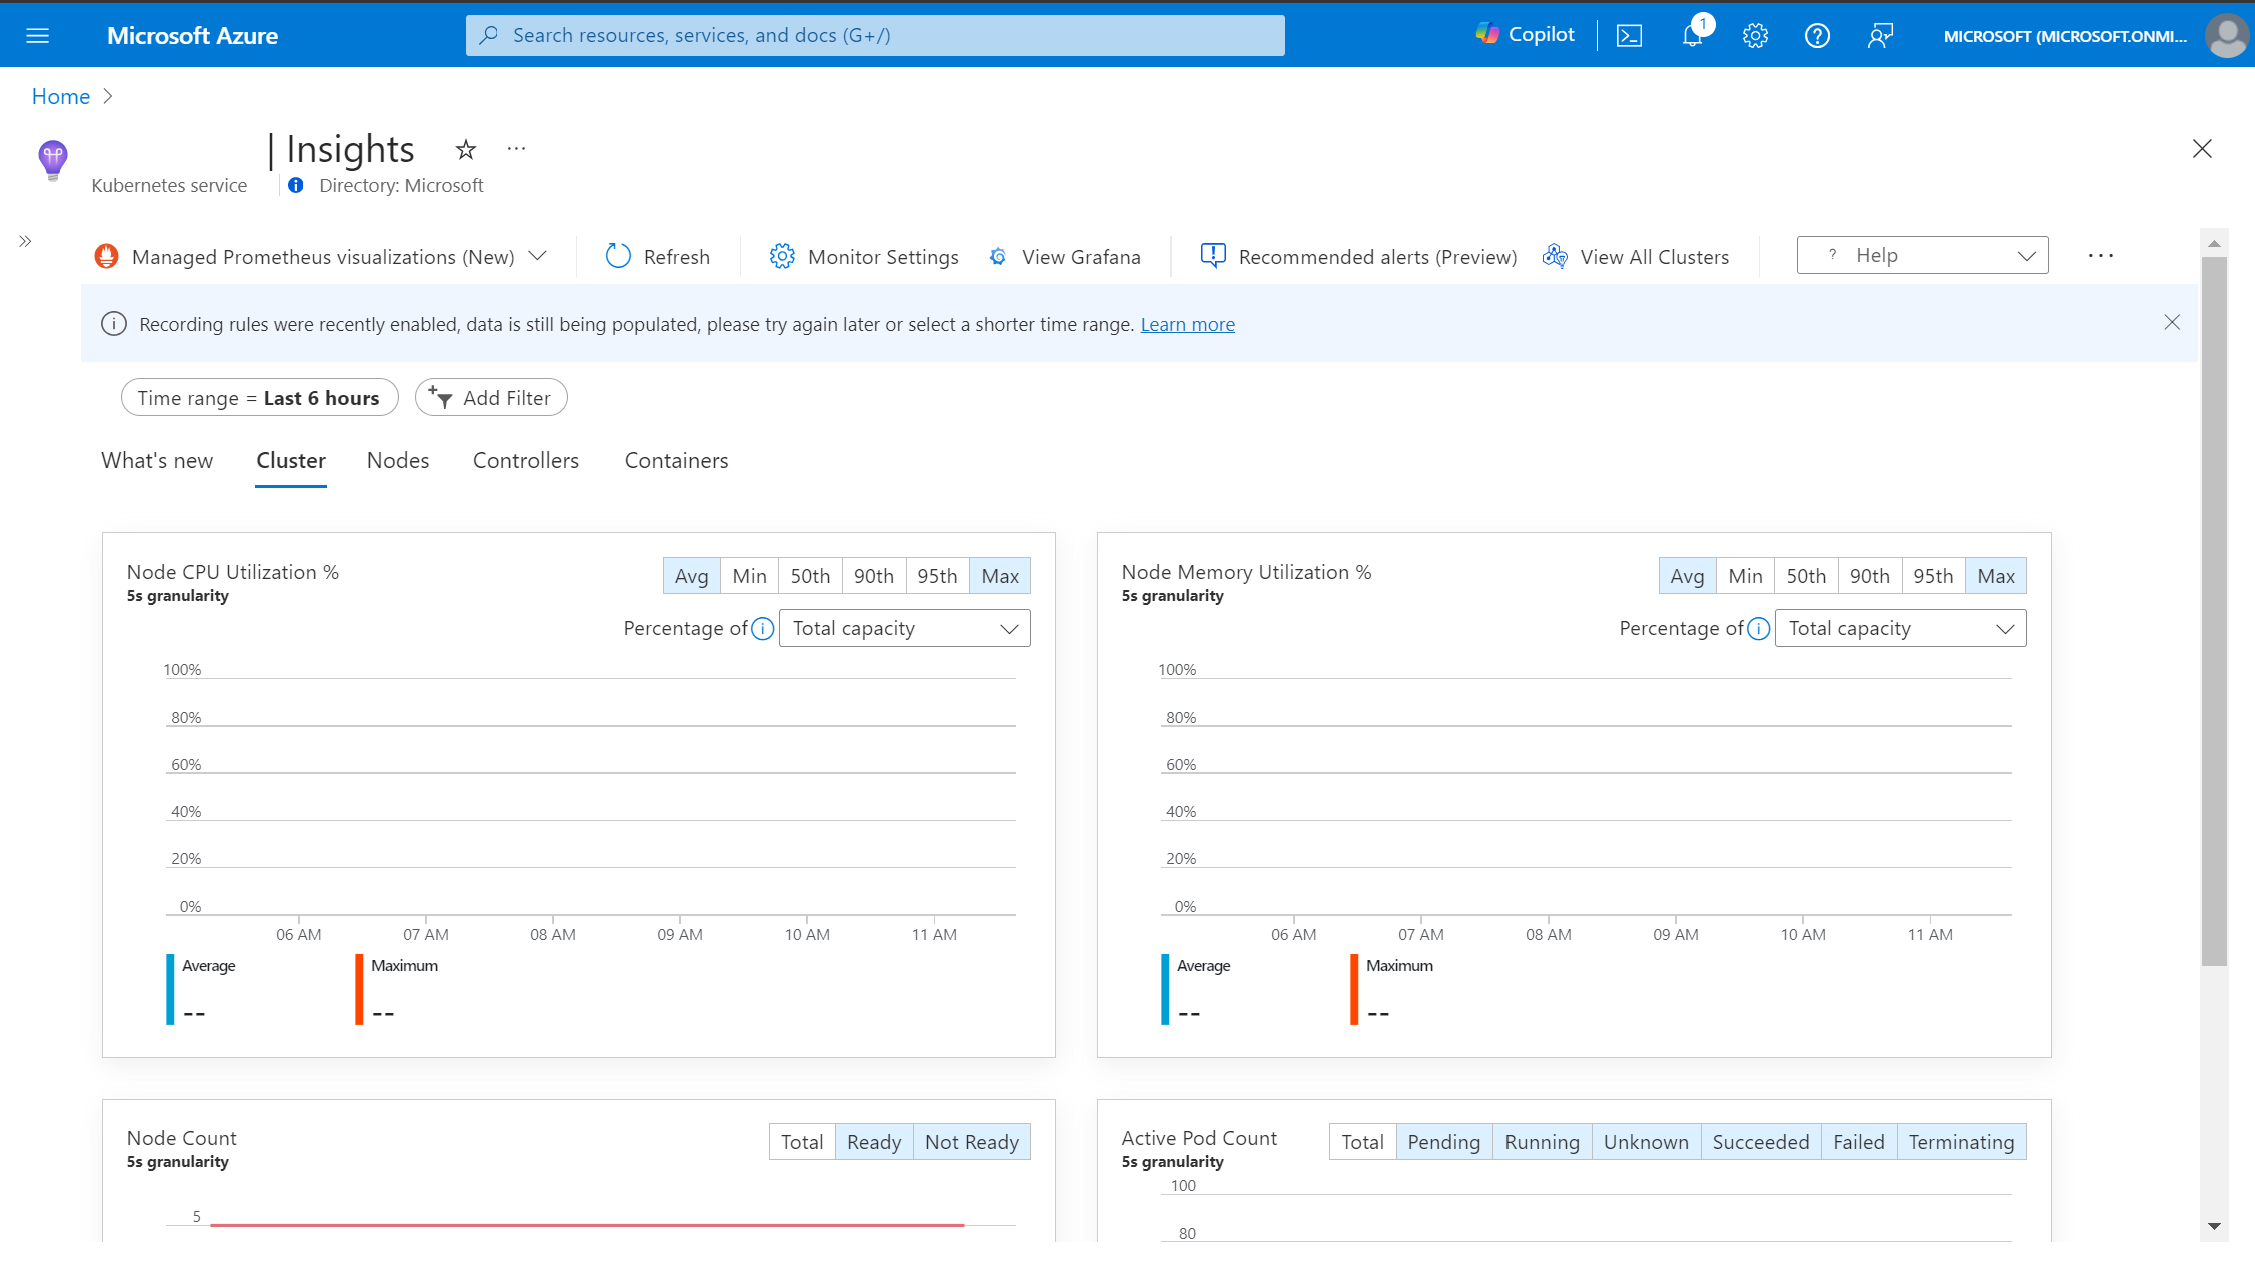 Microsoft Azure
Search resources, services, and docs (G+/)
Copilot
1
MICROSOFT (MICROSOFT.ONMI...
Home
| Insights
...
Kubernetes service
Directory: Microsoft
Managed Prometheus visualizations (New)
Refresh
Monitor Settings
View Grafana
Recommended alerts (Preview)
View All Clusters
? Help
...
Recording rules were recently enabled, data is still being populated, please try again later or select a shorter time range. Learn more
Time range = Last 6 hours
Add Filter
What's new
Cluster
Nodes
Controllers
Containers
Node CPU Utilization %
5s granularity
Avg
Min
50th
90th
95th
Max
Percentage of
Total capacity
100%
80%
60%
40%
20%
0%
06 AM
07 AM
08 AM
09 AM
10 AM
11 AM
Average
--
Maximum
--
Node Memory Utilization %
5s granularity
Avg
Min
50th
90th
95th
Max
Percentage of
Total capacity
100%
80%
60%
40%
20%
0%
06 AM
07 AM
08 AM
09 AM
10 AM
11 AM
Average
--
Maximum
--
Node Count
5s granularity
Total
Ready
Not Ready
5
Active Pod Count
5s granularity
Total
Pending
Running
Unknown
Succeeded
Failed
Terminating
100
80